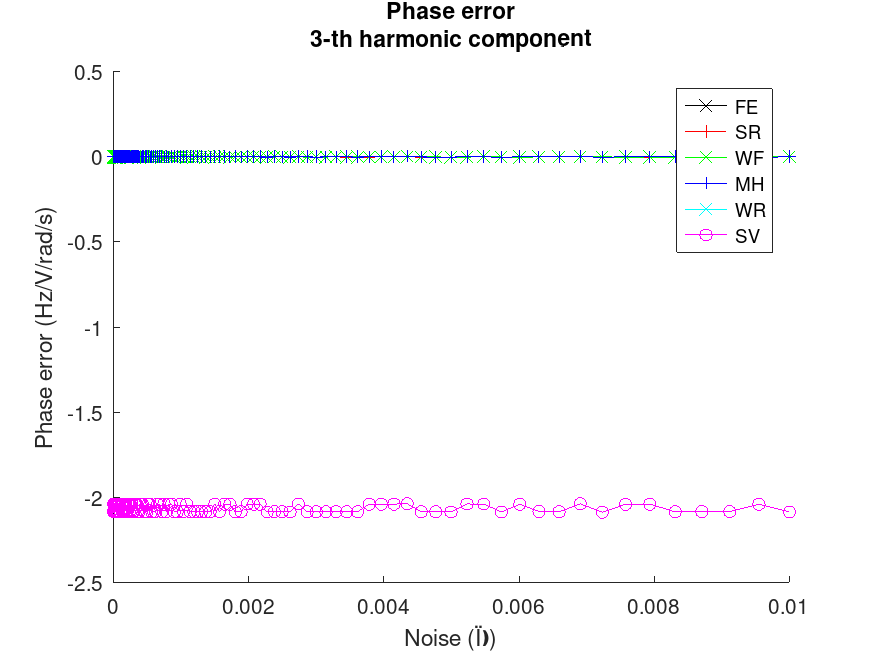 Phase error
3-th harmonic component
0.5
0
-0.5
-1
-1.5
-2
-2.5
Phase error (Hz/V/rad/s)
FE
SR
WF
MH
WR
SV
0
0.002
0.004
0.006
0.008
0.01
Noise